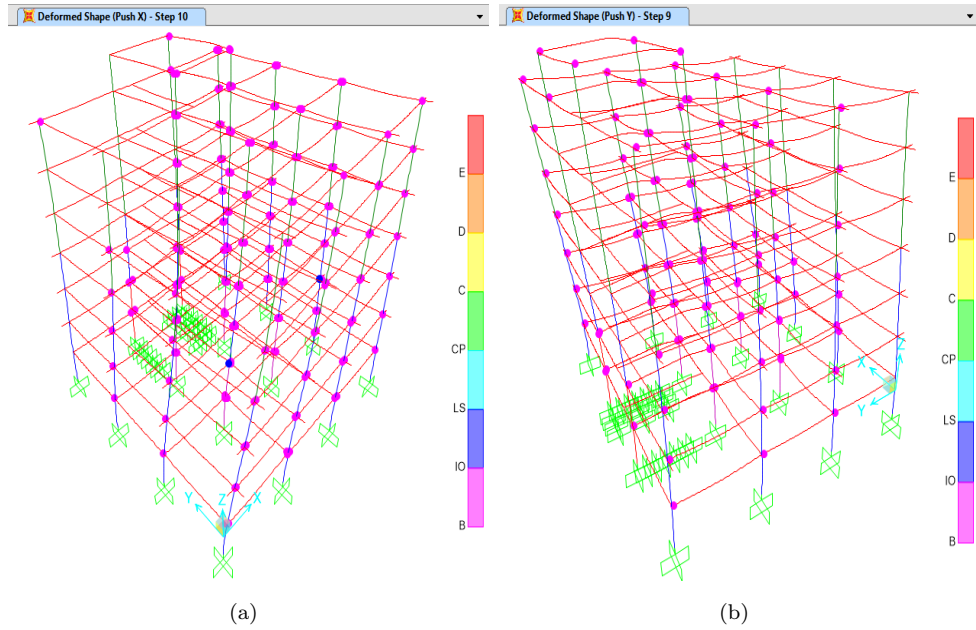 Deformed Shape (Push X) - Step 10
E
D
C
CP
LS
IO
B
Y
Z
X
(a)
Deformed Shape (Push Y) - Step 9
E
D
C
CP
LS
IO
B
Z
X
Y
(b)